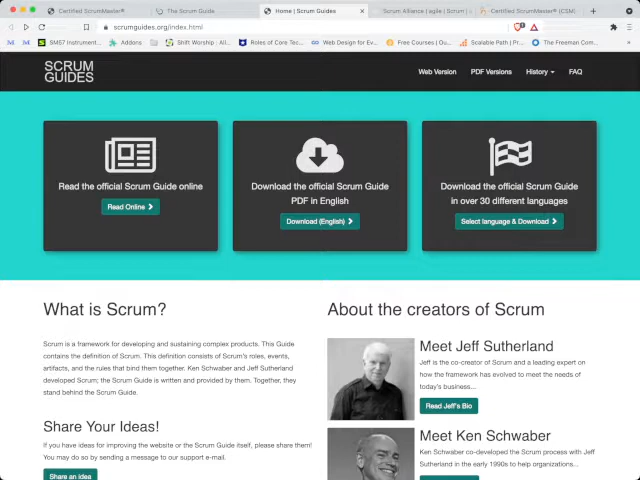 Certified ScrumMaster®
The Scrum Guide
Home | Scrum Guides
Scrum Alliance | agile | Scrum |
Certified ScrumMaster® (CSM)
scrumguides.org/index.html
SM67 Instrument...
Addons
Shift Worship : All...
Roles of Core Tec...
Web Design for Ev...
Free Courses | Ou...
Scalable Path | Pr...
The Freeman Com...
SCRUM
GUIDES
Web Version
PDF Versions
History
FAQ
Read the official Scrum Guide online
Read Online
Download the official Scrum Guide
PDF in English
Download (English)
Download the official Scrum Guide
in over 30 different languages
Select language & Download
What is Scrum?
Scrum is a framework for developing and sustaining complex products. This Guide
contains the definition of Scrum. This definition consists of Scrum's roles, events,
artifacts, and the rules that bind them together. Ken Schwaber and Jeff Sutherland
developed Scrum; the Scrum Guide is written and provided by them. Together, they
stand behind the Scrum Guide.
Share Your Ideas!
If you have ideas for improving the website or the Scrum Guide itself, please share them!
You may do so by sending a message to our support e-mail.
Share an idea
About the creators of Scrum
Meet Jeff Sutherland
Jeff is the co-creator of Scrum and a leading expert on
how the framework has evolved to meet the needs of
today's business...
Read Jeff's Bio
Meet Ken Schwaber
Ken Schwaber co-developed the Scrum process with Jeff
Sutherland in the early 1990s to help organizations...